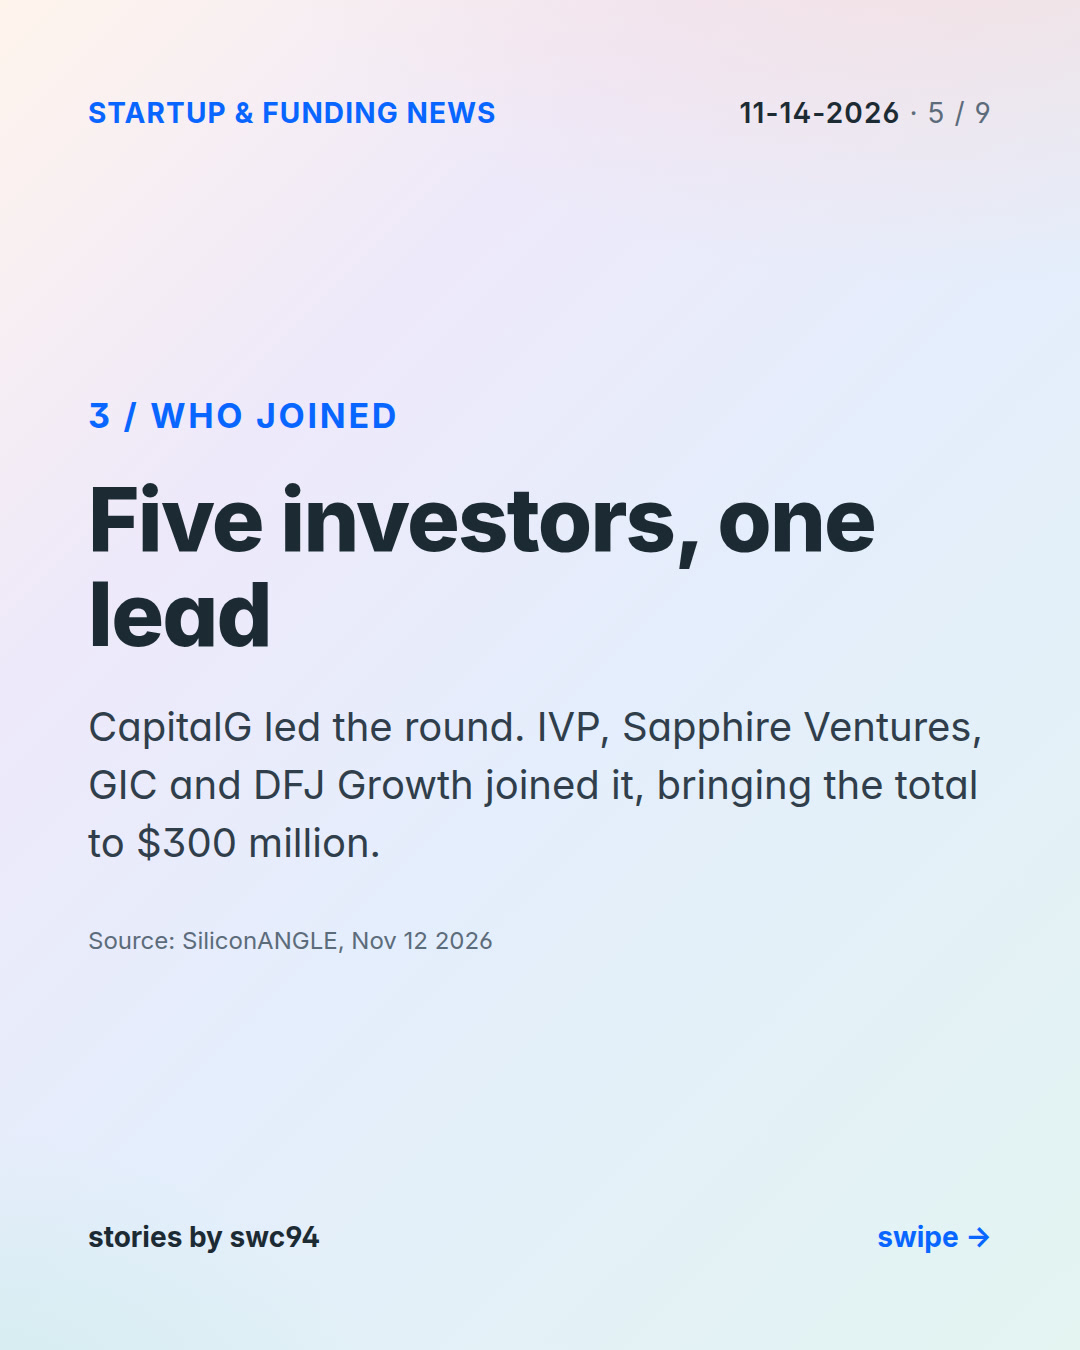 STARTUP & FUNDING NEWS
11-14-2026 · 5 / 9
3 / WHO JOINED
Five investors, one
lead
CapitalG led the round. IVP, Sapphire Ventures,
GIC and DFJ Growth joined it, bringing the total
to $300 million.
Source: SiliconANGLE, Nov 12 2026
stories by swc94
swipe →